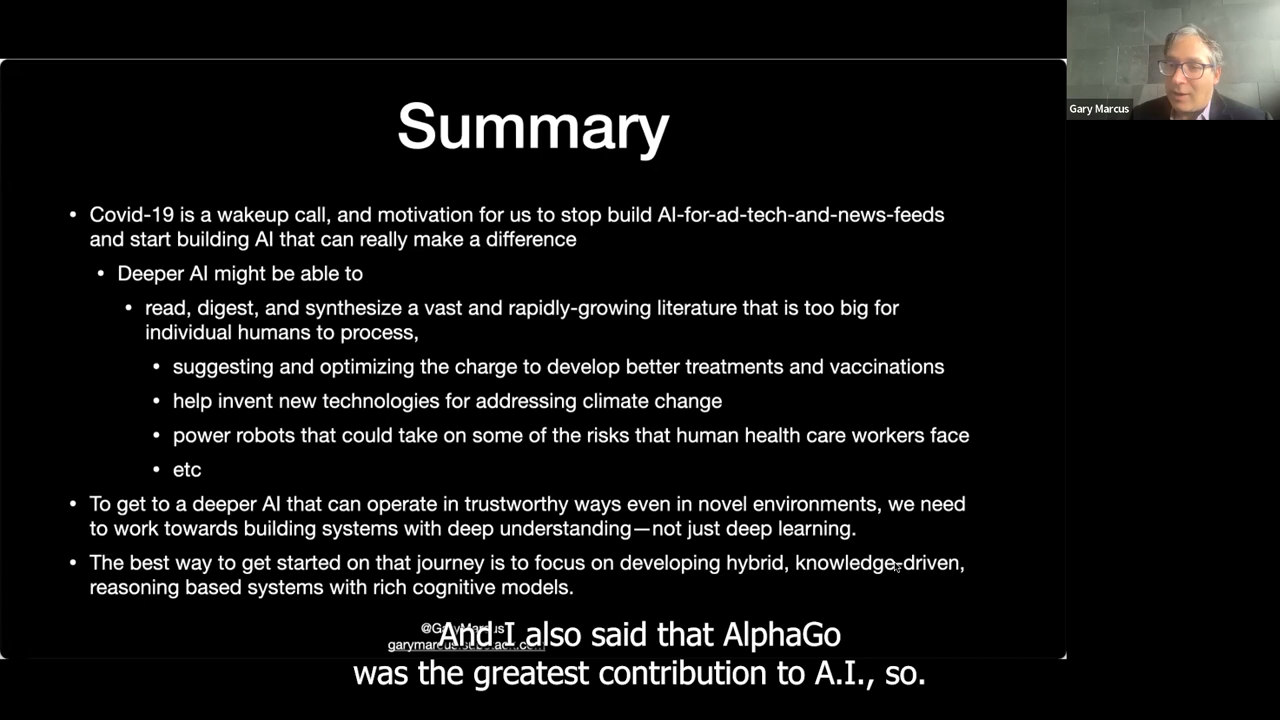 Gary Marcus
Summary
• Covid-19 is a wakeup call, and motivation for us to stop build AI-for-ad-tech-and-news-feeds
and start building AI that can really make a difference
• Deeper AI might be able to
• read, digest, and synthesize a vast and rapidly-growing literature that is too big for
individual humans to process,
• suggesting and optimizing the charge to develop better treatments and vaccinations
• help invent new technologies for addressing climate change
• power robots that could take on some of the risks that human health care workers face
• etc
• To get to a deeper AI that can operate in trustworthy ways even in novel environments, we need
to work towards building systems with deep understanding—not just deep learning.
• The best way to get started on that journey is to focus on developing hybrid, knowledge-driven,
reasoning based systems with rich cognitive models.
@GaryMarcus
And I also said that AlphaGo
was the greatest contribution to A.I., so.